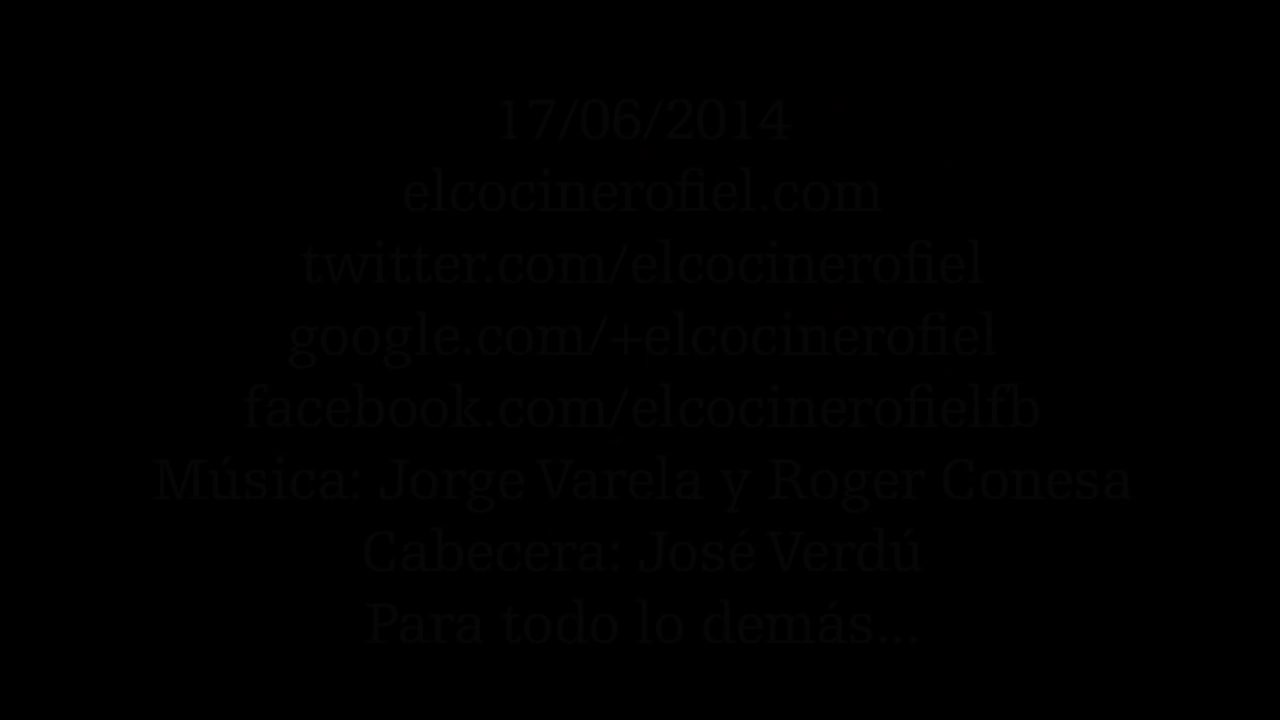 17/06/2014
elcocinerofiel.com
twitter.com/elcocinerofiel
google.com/+elcocinerofiel
facebook.com/elcocinerofielfb
Música: Jorge Varela y Roger Conesa
Cabecera: José Verdú
Para todo lo demás...